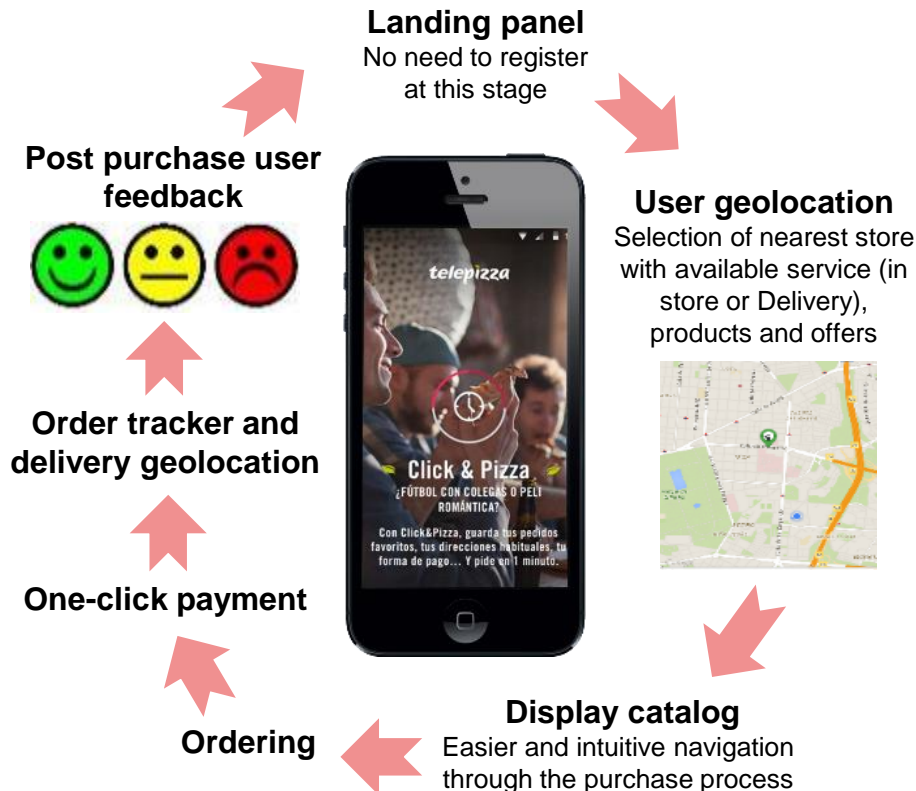 Landing panel
No need to register
at this stage
User geolocation
Selection of nearest store
with available service (in
store or Delivery),
products and offers
Display catalog
Easier and intuitive navigation
through the purchase process
Ordering
One-click payment
Order tracker and
delivery geolocation
Post purchase user
feedback
telepizza
Click & Pizza
¿FÚTBOL CON COLEGAS O PELI
ROMÁNTICA?
Con Click&Pizza, guarda tus pedidos
favoritos, tus direcciones habituales, tu
forma de pago... Y pide en 1 minuto.